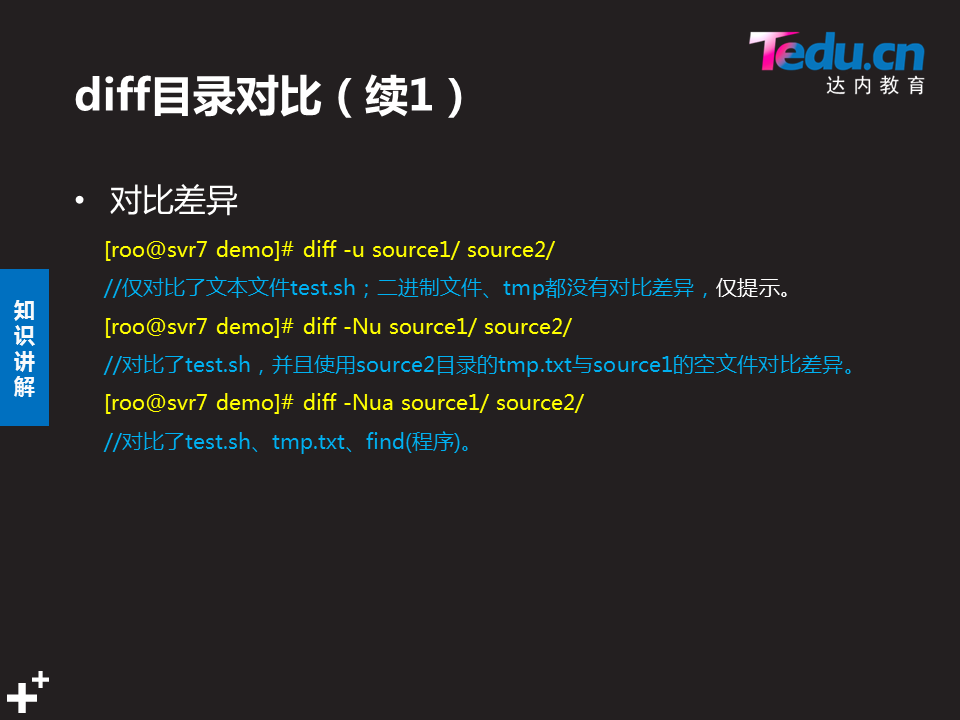 Tedu.cn
达内教育
diff目录对比（续1）
• 对比差异
[roo@svr7 demo]# diff -u source1/ source2/
//仅对比了文本文件test.sh；二进制文件、tmp都没有对比差异，仅提示。
[roo@svr7 demo]# diff -Nu source1/ source2/
//对比了test.sh，并且使用source2目录的tmp.txt与source1的空文件对比差异。
[roo@svr7 demo]# diff -Nua source1/ source2/
//对比了test.sh、tmp.txt、find(程序)。
知识讲解